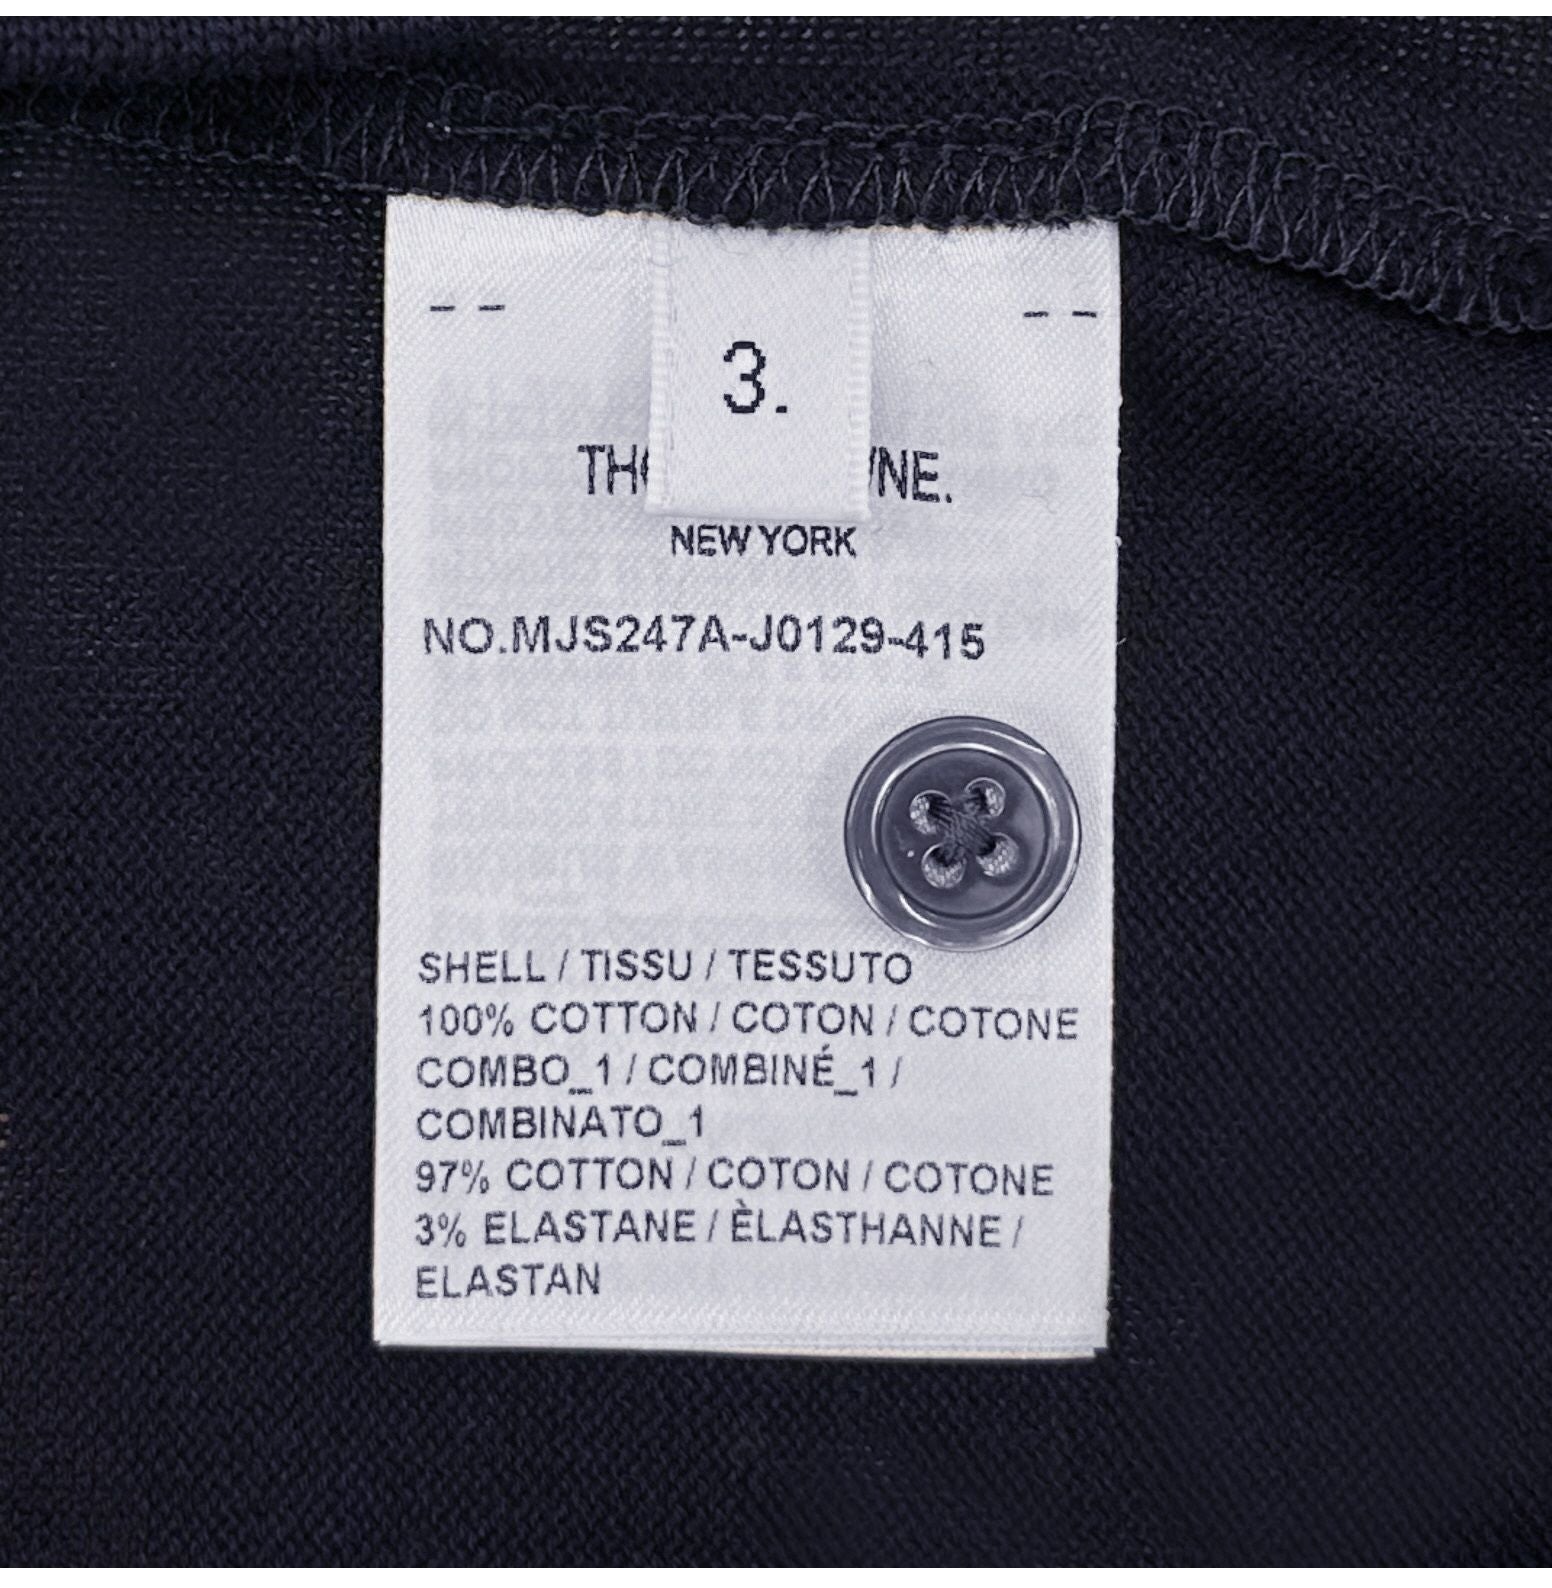 -- --
3.
NEW YORK
NO.MJS247A-J0129-415
SHELL / TISSU / TESSUTO
100% COTTON / COTON / COTONE
COMBO_1 / COMBINÉ_1 /
COMBINATO_1
97% COTTON / COTON / COTONE
3% ELASTANE / ÈLASTHANNE /
ELASTAN